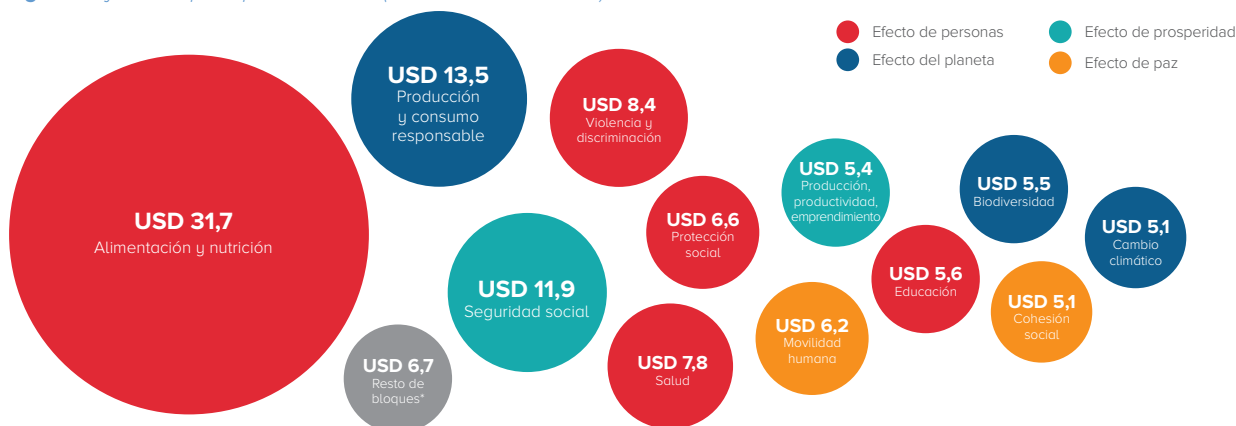 Efecto de personas
Efecto de prosperidad
Efecto del planeta
Efecto de paz
USD 31,7
Alimentación y nutrición
USD 13,5
Producción
y consumo
responsable
USD 8,4
Violencia y
discriminación
USD 11,9
Seguridad social
USD 6,7
Resto de
bloques*
USD 6,6
Protección
social
USD 7,8
Salud
USD 5,4
Producción,
productividad,
emprendimiento
USD 6,2
Movilidad
humana
USD 5,6
Educación
USD 5,5
Biodiversidad
USD 5,1
Cohesión
social
USD 5,1
Cambio
climático